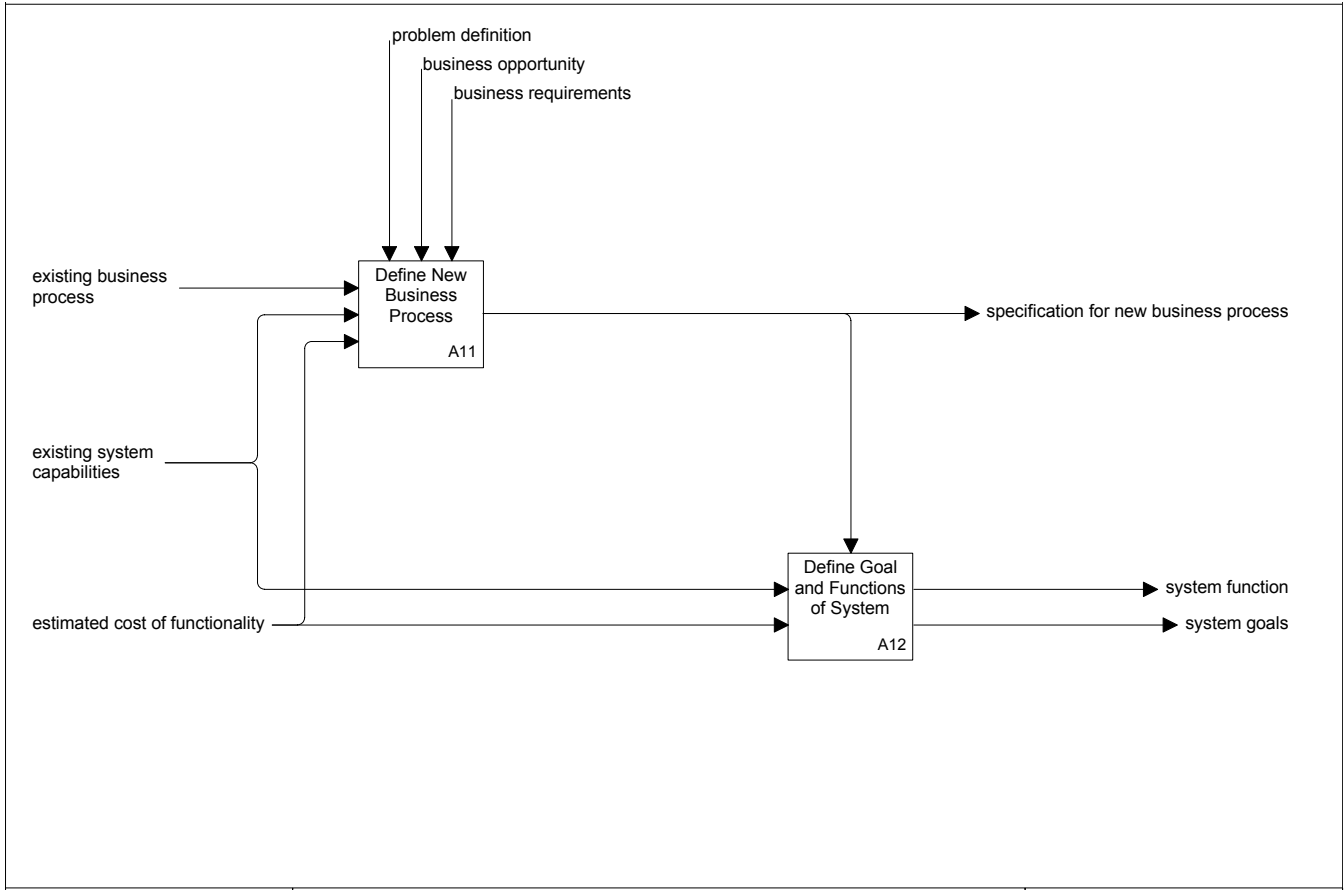 problem definition
business opportunity
business requirements
existing business
process
Define New
Business
Process
A11
specification for new business process
existing system
capabilities
Define Goal
and Functions
of System
A12
system function
estimated cost of functionality
system goals